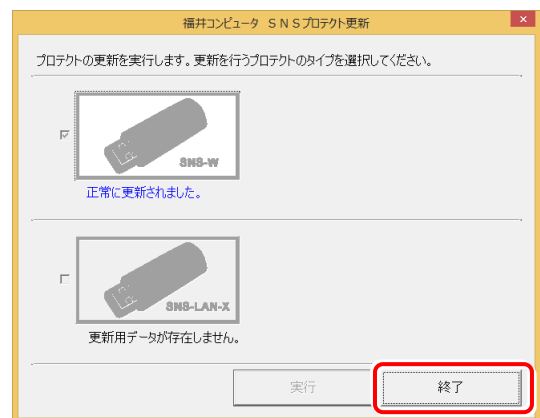 福井コンピュータ ＳＮＳプロテクト更新
プロテクトの更新を実行します。更新を行うプロテクトのタイプを選択してください。
SNS-W
正常に更新されました。
SNS-LAN-X
更新用データが存在しません。
実行
終了